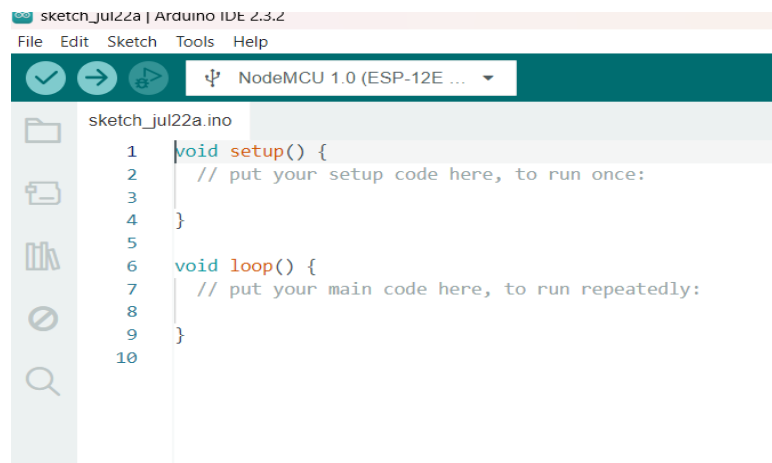 sketch_jul22a | Arduino IDE 2.3.2
File Edit Sketch Tools Help
NodeMCU 1.0 (ESP-12E ...
sketch_jul22a.ino
1 void setup() {
2 // put your setup code here, to run once:
3
4 }
5
6 void loop() {
7 // put your main code here, to run repeatedly:
8
9 }
10